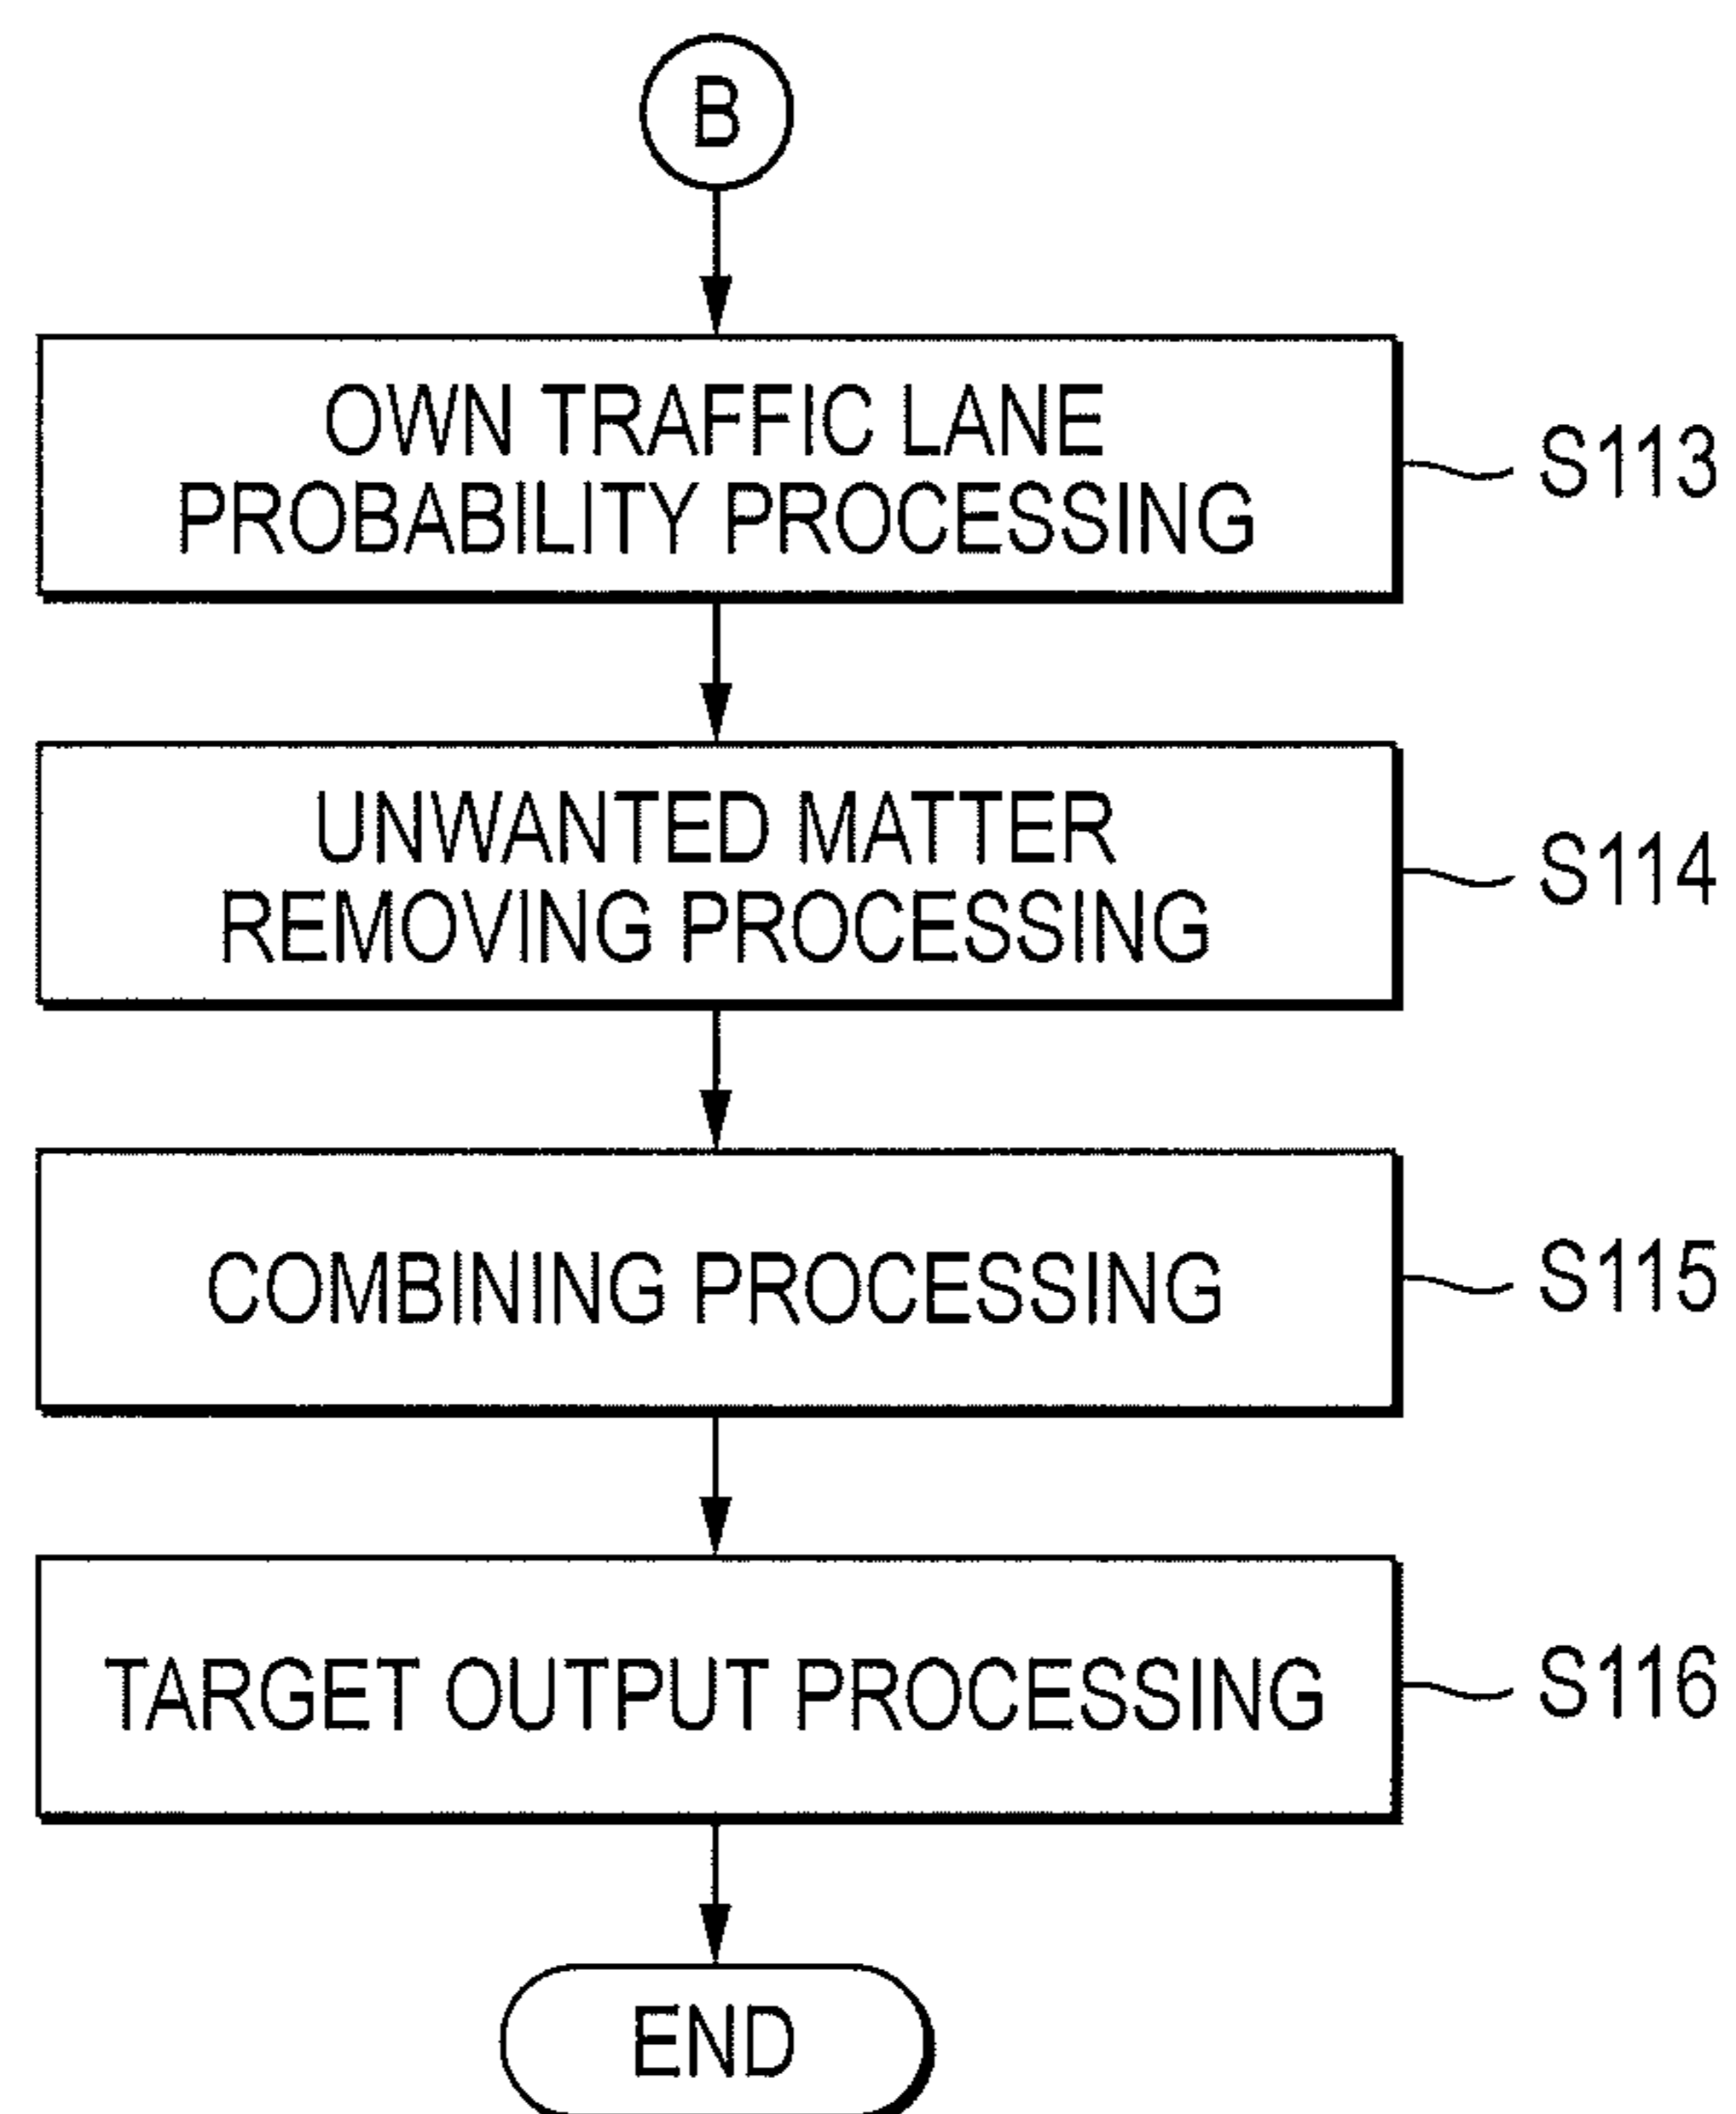 B
OWN TRAFFIC LANE
PROBABILITY PROCESSING
S113
UNWANTED MATTER
REMOVING PROCESSING
S114
COMBINING PROCESSING
S115
TARGET OUTPUT PROCESSING
S116
END